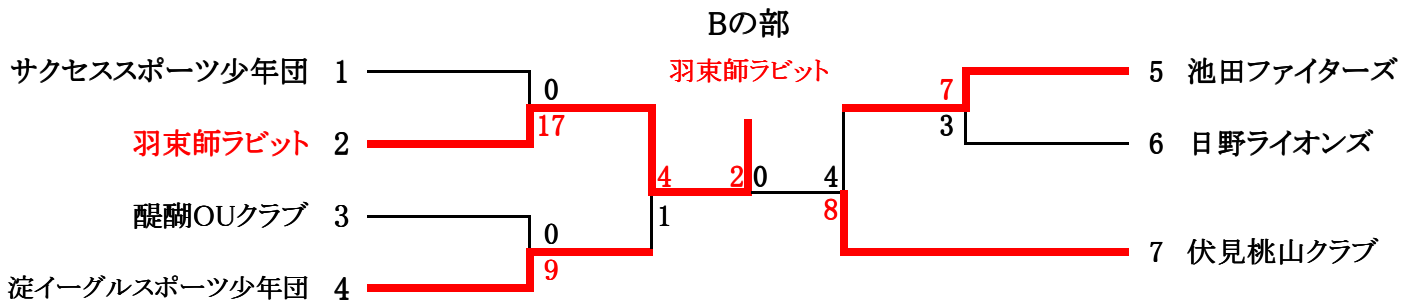 Bの部
羽束師ラビット
サクセススポーツ少年団 1
羽束師ラビット 2
醍醐OUクラブ 3
淀イーグルスポーツ少年団 4
0
17
0
9
4
1
2 0
4
8
7
3
5 池田ファイターズ
6 日野ライオンズ
7 伏見桃山クラブ